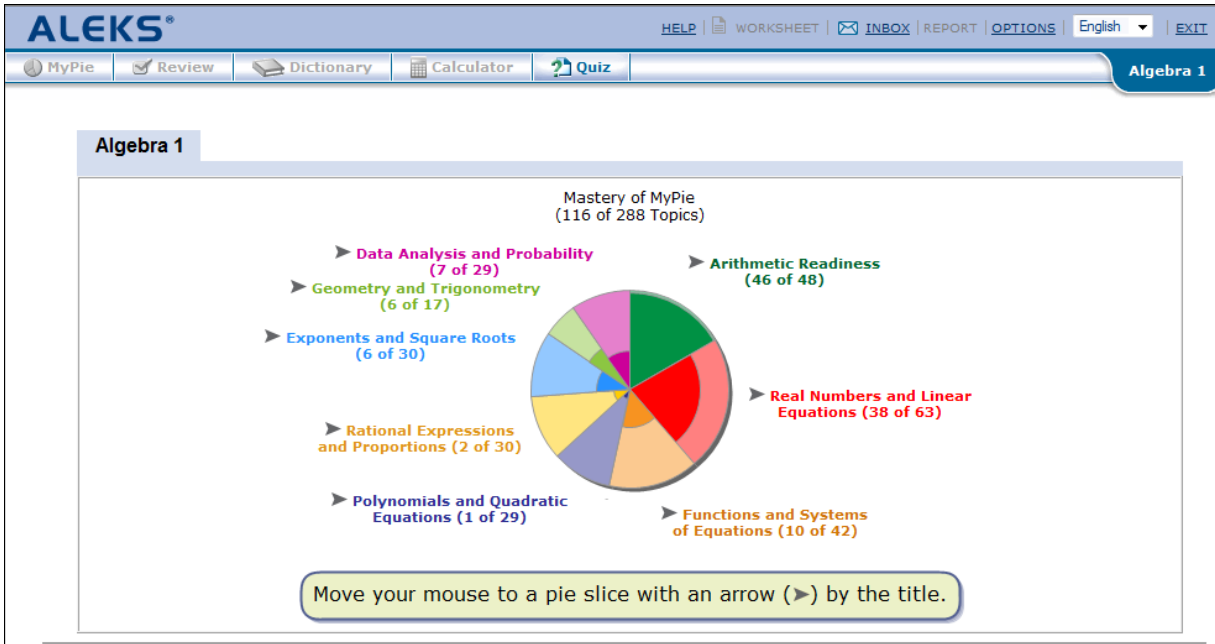 ALEKS®
HELP | WORKSHEET | INBOX | REPORT | OPTIONS | English | EXIT
MyPie Review Dictionary Calculator Quiz
Algebra 1
Algebra 1
Mastery of MyPie
(116 of 288 Topics)
Data Analysis and Probability
(7 of 29)
Arithmetic Readiness
(46 of 48)
Geometry and Trigonometry
(6 of 17)
Exponents and Square Roots
(6 of 30)
Real Numbers and Linear
Equations (38 of 63)
Rational Expressions
and Proportions (2 of 30)
Polynomials and Quadratic
Equations (1 of 29)
Functions and Systems
of Equations (10 of 42)
Move your mouse to a pie slice with an arrow (➤) by the title.